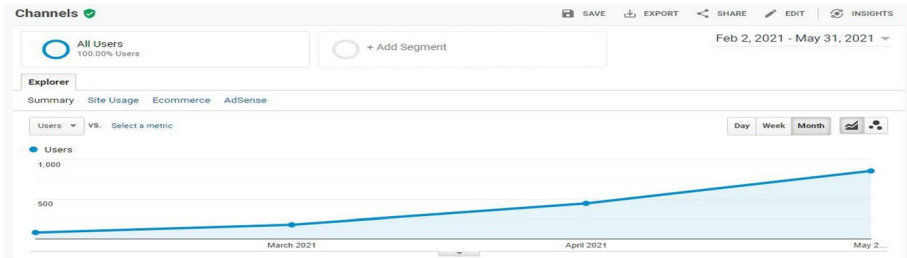 Channels
SAVE EXPORT SHARE EDIT INSIGHTS
All Users
100.00% Users
+ Add Segment
Feb 2, 2021 - May 31, 2021
Explorer
Summary Site Usage Ecommerce AdSense
Users VS. Select a metric
Day Week Month
Users
1,000
500
March 2021 April 2021 May 2...